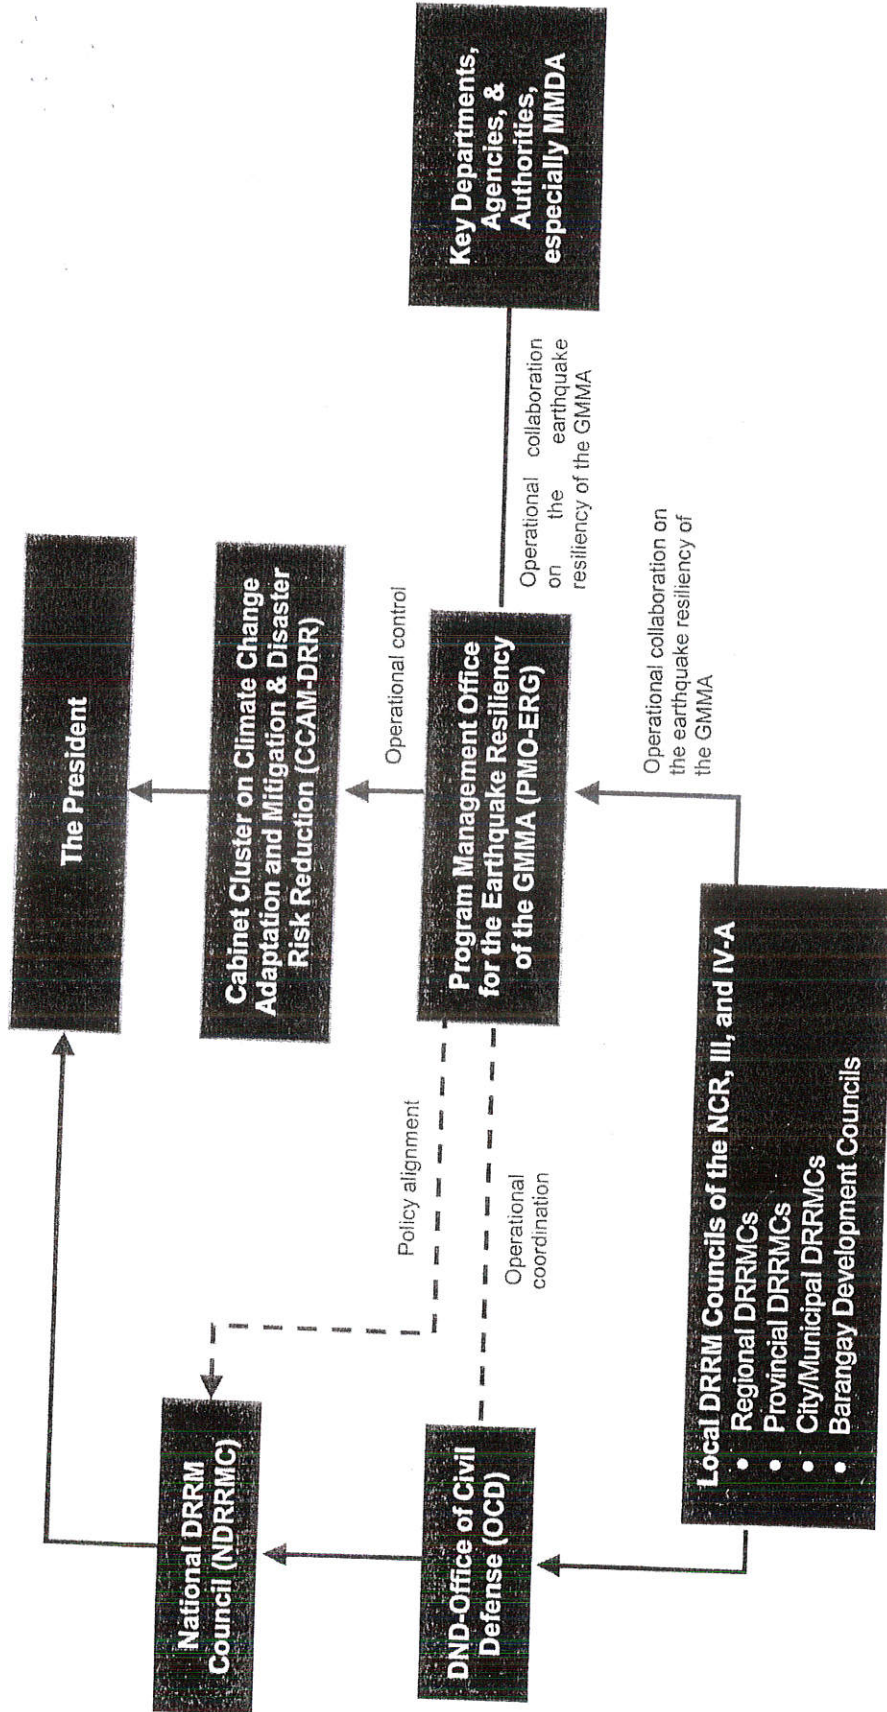 The President
National DRRM
Council (NDRRMC)
Cabinet Cluster on Climate Change
Adaptation and Mitigation & Disaster
Risk Reduction (CCAM-DRR)
Policy alignment
Operational control
DND-Office of Civil
Defense (OCD)
Operational
coordination
Program Management Office
for the Earthquake Resiliency
of the GMMA (PMO-ERG)
Operational collaboration
on the earthquake
resiliency of the GMMA
Key Departments,
Agencies, &
Authorities,
especially MMDA
Operational collaboration on
the earthquake resiliency of
the GMMA
Local DRRM Councils of the NCR, III, and IV-A
• Regional DRRMCs
• Provincial DRRMCs
• City/Municipal DRRMCs
• Barangay Development Councils